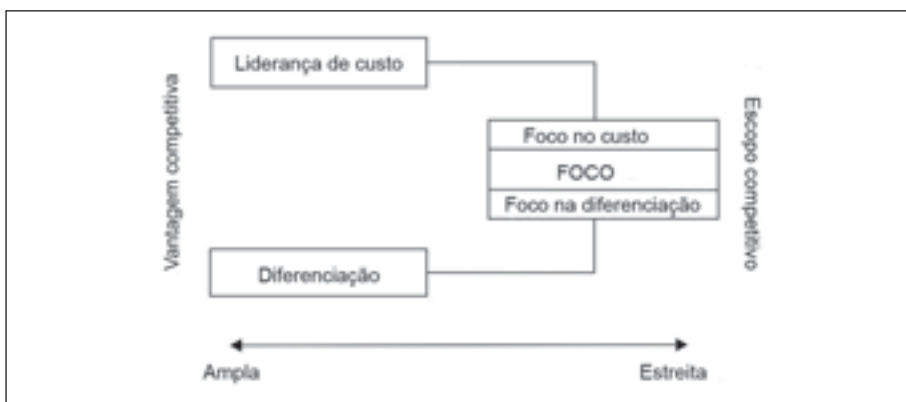 Liderança de custo
Vantagem competitiva
Escopo competitivo
Foco no custo
FOCO
Foco na diferenciação
Diferenciação
Ampla
Estreita